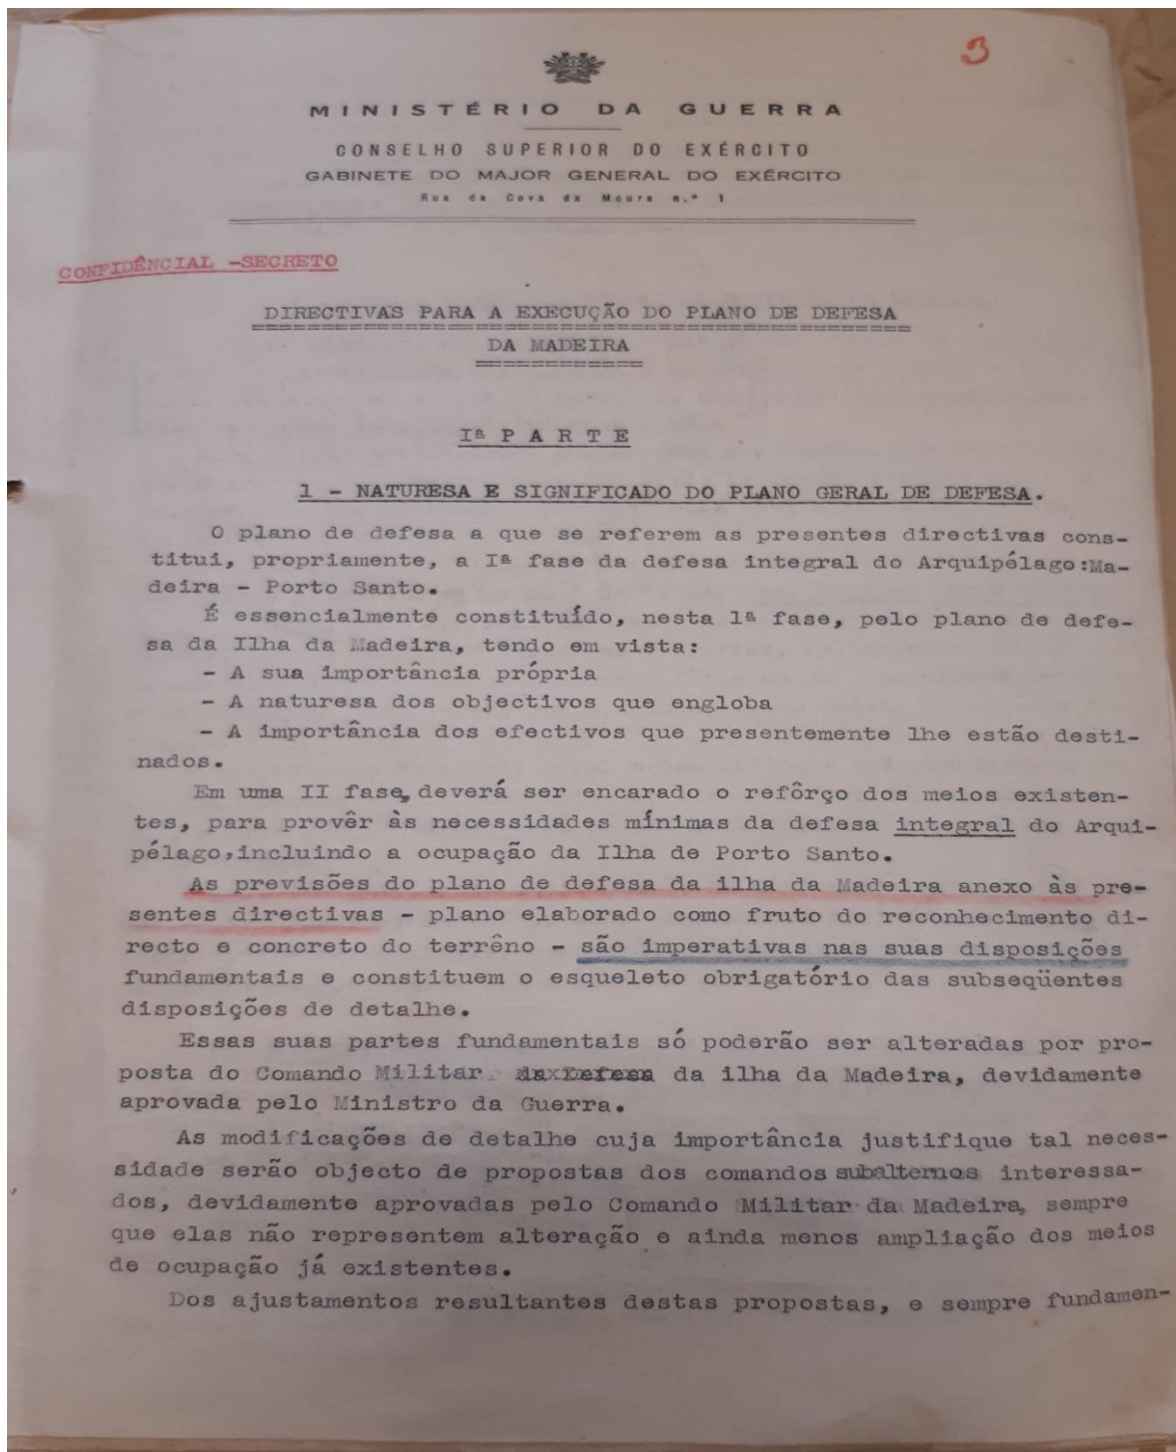 3
MINISTÉRIO DA GUERRA
CONSELHO SUPERIOR DO EXÉRCITO
GABINETE DO MAJOR GENERAL DO EXÉRCITO
Rua da Cova da Moura n.º 1
CONFIDÊNCIAL -SECRETO
DIRECTIVAS PARA A EXECUÇÃO DO PLANO DE DEFESA
DA MADEIRA
Iª P A R T E
1 - NATURESA E SIGNIFICADO DO PLANO GERAL DE DEFESA.
O plano de defesa a que se referem as presentes directivas cons-
titui, propriamente, a Iª fase da defesa integral do Arquipélago:Ma-
deira - Porto Santo.
É essencialmente constituído, nesta 1ª fase, pelo plano de defe-
sa da Ilha da Madeira, tendo em vista:
- A sua importância própria
- A naturesa dos objectivos que engloba
- A importância dos efectivos que presentemente lhe estão desti-
nados.
Em uma II fase, deverá ser encarado o refôrço dos meios existen-
tes, para provêr às necessidades mínimas da defesa integral do Arqui-
pélago,incluindo a ocupação da Ilha de Porto Santo.
As previsões do plano de defesa da ilha da Madeira anexo às pre-
sentes directivas - plano elaborado como fruto do reconhecimento di-
recto e concreto do terrêno - são imperativas nas suas disposições
fundamentais e constituem o esqueleto obrigatório das subseqüentes
disposições de detalhe.
Essas suas partes fundamentais só poderão ser alteradas por pro-
posta do Comando Militar da ilha da Madeira, devidamente
aprovada pelo Ministro da Guerra.
As modificações de detalhe cuja importância justifique tal neces-
sidade serão objecto de propostas dos comandos subalternos interessa-
dos, devidamente aprovadas pelo Comando Militar da Madeira, sempre
que elas não representem alteração e ainda menos ampliação dos meios
de ocupação já existentes.
Dos ajustamentos resultantes destas propostas, e sempre fundamen-